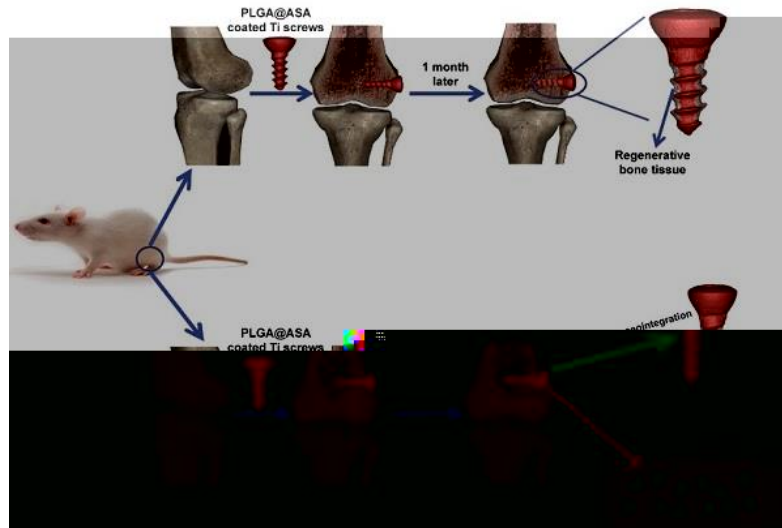 PLGA@ASA
coated Ti screws
1 month
later
Regenerative
bone tissue
PLGA@ASA
coated Ti screws